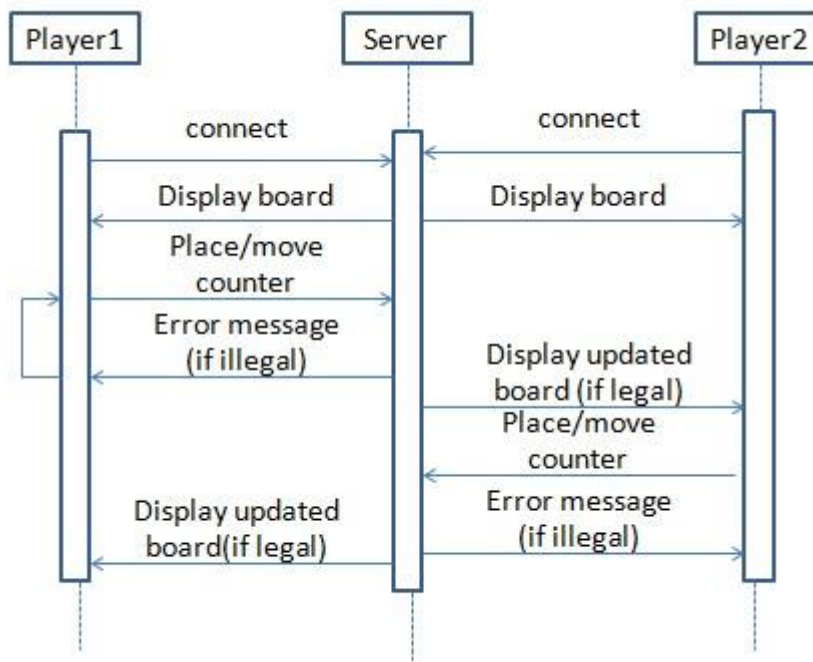 Player1
Server
Player2
connect
connect
Display board
Display board
Place/move
counter
Error message
(if illegal)
Display updated
board (if legal)
Place/move
counter
Error message
(if illegal)
Display updated
board(if legal)